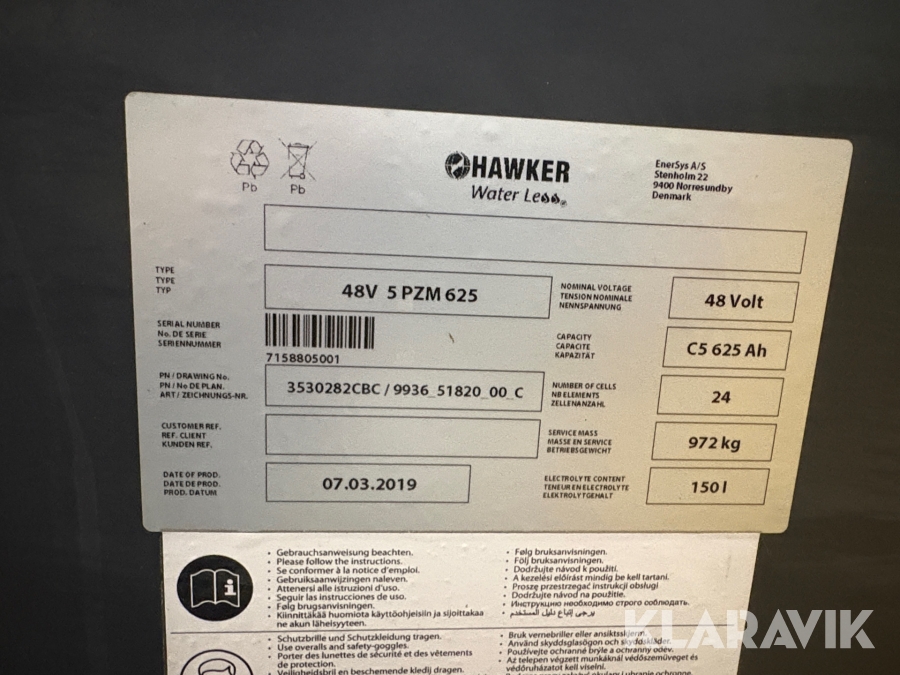 Pb
Pb
HAWKER
Water Less
EnerSys A/S
Stenholm 22
9400 Norresundby
Denmark
TYPE
TYPE
TYP
48V 5 PZM 625
NOMINAL VOLTAGE
TENSION NOMINALE
NENNSPANNUNG
48 Volt
SERIAL NUMBER
No. DE SERIE
SERIENNUMMER
7158805001
CAPACITY
CAPACITE
KAPAZITÄT
C5 625 Ah
PN / DRAWING No.
PN / No DE PLAN.
ART / ZEICHNUNGS-NR.
3530282CBC / 9936_51820_00_C
NUMBER OF CELLS
NB ELEMENTS
ZELLENANZAHL
24
CUSTOMER REF.
REF. CLIENT
KUNDEN REF.
SERVICE MASS
MASSE EN SERVICE
BETRIEBSGEWICHT
972 kg
DATE OF PROD.
DATE DE PROD.
PROD. DATUM
07.03.2019
ELECTROLYTE CONTENT
TENEUR EN ELECTROLYTE
ELEKTROLYTGEHALT
150 l
• Gebrauchsanweisung beachten.
• Please follow the instructions.
• Se conformer à la notice d'emploi.
• Gebruiksaanwijzingen naleven.
• Attenersi alle istruzioni d'uso.
• Seguir las instrucciones de uso.
• Følg brugsanvisningen.
• Kiinnittäkää huomiota käyttöohjeisiin ja sijoittakaa
ne akun läheisyyteen.
• Følg bruksanvisningen.
• Följ bruksanvisningen.
• Dodržujte návod k použití.
• A kezelési előírást mindig be kell tartani.
• Proszę przestrzegać instrukcji obsługi
• Dodržujte návod na použitie.
• Инструкцию необходимо строго соблюдать.
• يرجى إتباع دليل المستخدم
• Schutzbrille und Schutzkleidung tragen.
• Use overalls and safety-goggles.
• Porter des lunettes de sécurité et des vêtements
de protection.
• Veiligheidsbril en beschermende kledij dragen.
• Bruk vernebriller eller ansiktsskjerm.
• Använd skyddsglasögon och skyddskläder.
• Používejte ochranné brýle a ochranný oděv.
• Az telepen végzett munkáknál védőszemüveget és
védőruházatot kell viselni.
KLARAVIK